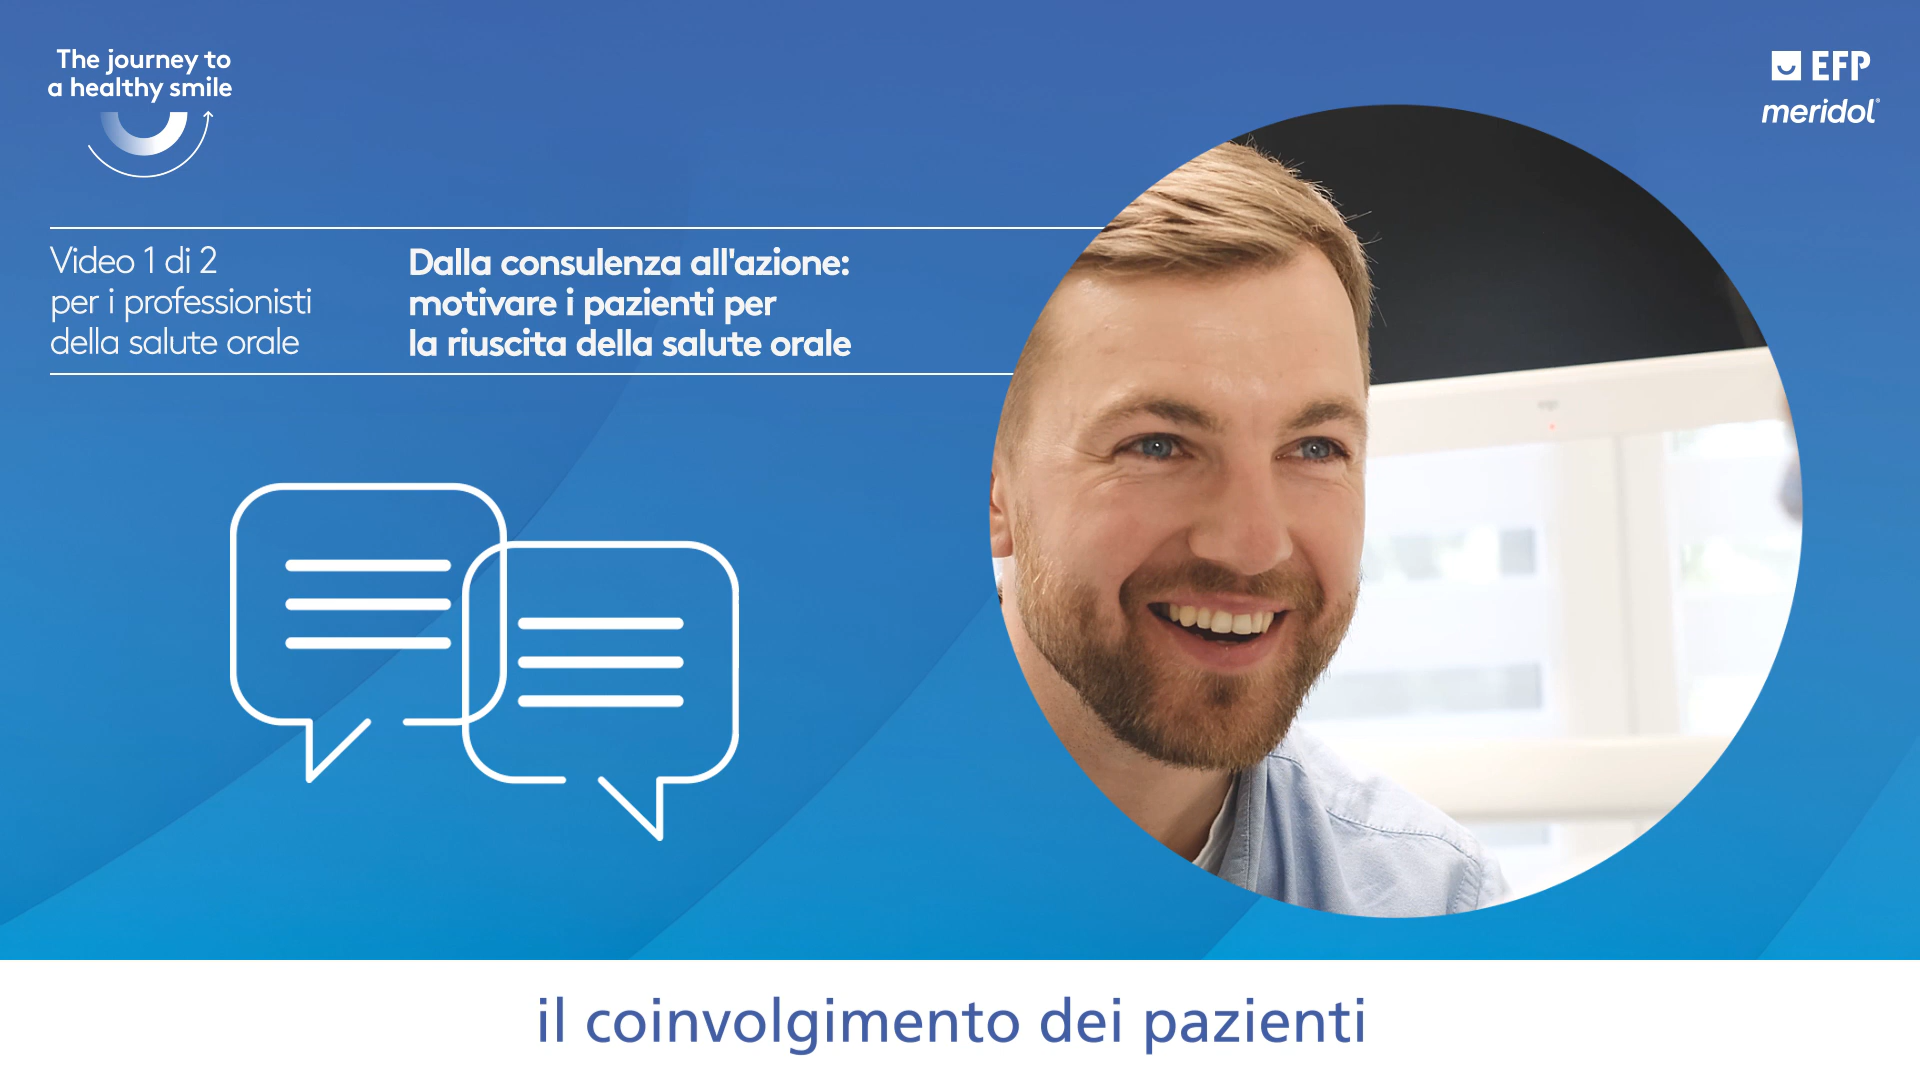 The journey to
a healthy smile
EFP
meridol®
Video 1 di 2
per i professionisti
della salute orale
Dalla consulenza all'azione:
motivare i pazienti per
la riuscita della salute orale
il coinvolgimento dei pazienti